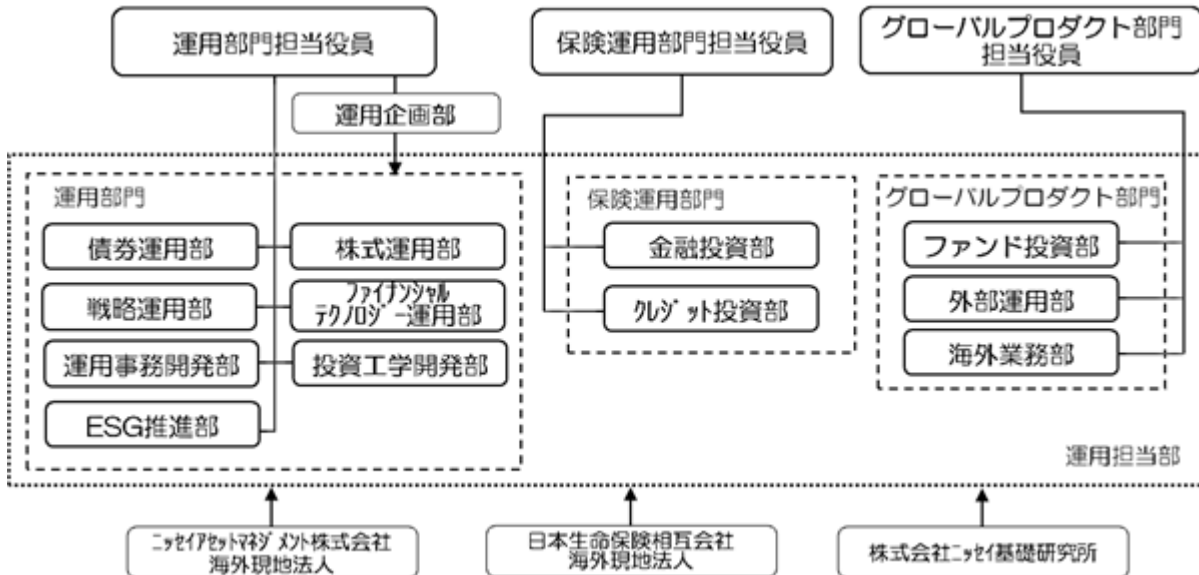 運用部門担当役員
保険運用部門担当役員
グローバルプロダクト部門
担当役員
運用企画部
運用部門
債券運用部
株式運用部
戦略運用部
ファイナンシャル
テクノロジー運用部
運用事務開発部
投資工学開発部
ESG推進部
保険運用部門
金融投資部
クレジット投資部
グローバルプロダクト部門
ファンド投資部
外部運用部
海外業務部
運用担当部
ニッセイアセットマネジメント株式会社
海外現地法人
日本生命保険相互会社
海外現地法人
株式会社ニッセイ基礎研究所